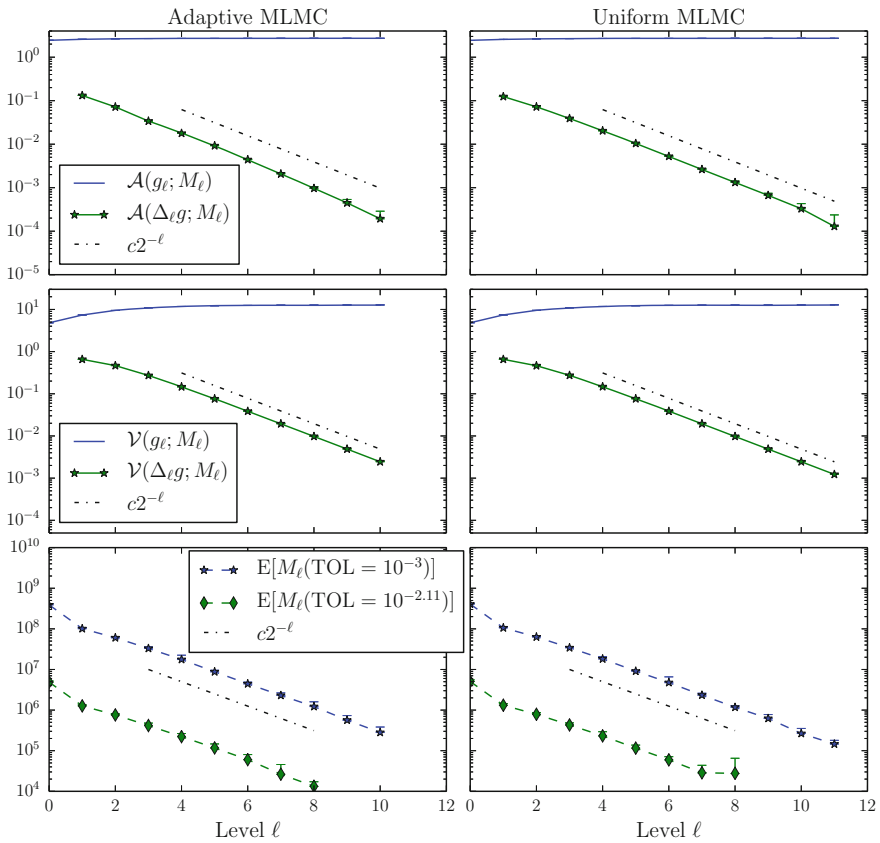 Adaptive MLMC
Uniform MLMC
10^0
10^{-1}
10^{-2}
10^{-3}
10^{-4}
10^{-5}
𝒜(g_ℓ; M_ℓ)
𝒜(Δ_ℓ g; M_ℓ)
c2^{-ℓ}
10^1
10^0
10^{-1}
10^{-2}
10^{-3}
10^{-4}
𝒱(g_ℓ; M_ℓ)
𝒱(Δ_ℓ g; M_ℓ)
c2^{-ℓ}
10^{10}
10^9
10^8
10^7
10^6
10^5
10^4
E[M_ℓ(TOL = 10^{-3})]
E[M_ℓ(TOL = 10^{-2.11})]
c2^{-ℓ}
0 2 4 6 8 10 12
0 2 4 6 8 10 12
Level ℓ
Level ℓ